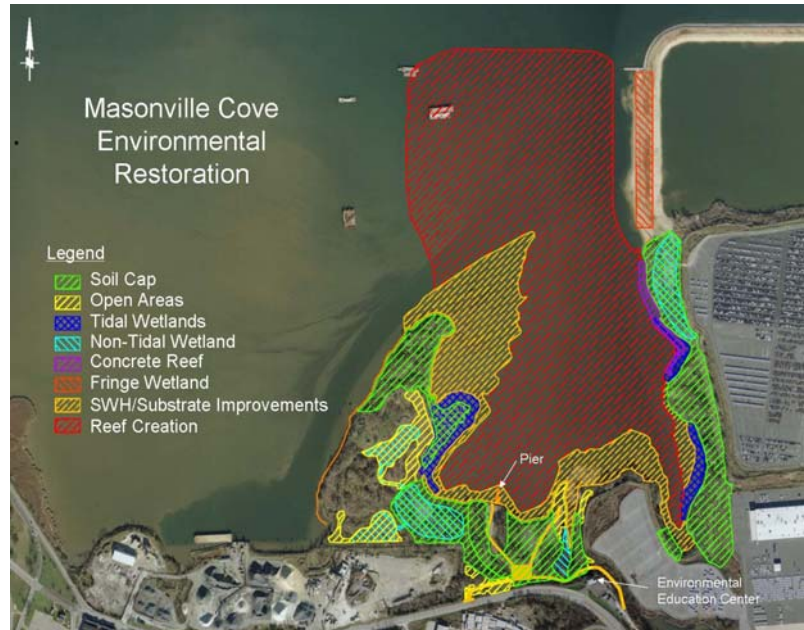 Masonville Cove
Environmental
Restoration
Legend
Soil Cap
Open Areas
Tidal Wetlands
Non-Tidal Wetland
Concrete Reef
Fringe Wetland
SWH/Substrate Improvements
Reef Creation
Pier
Environmental
Education Center